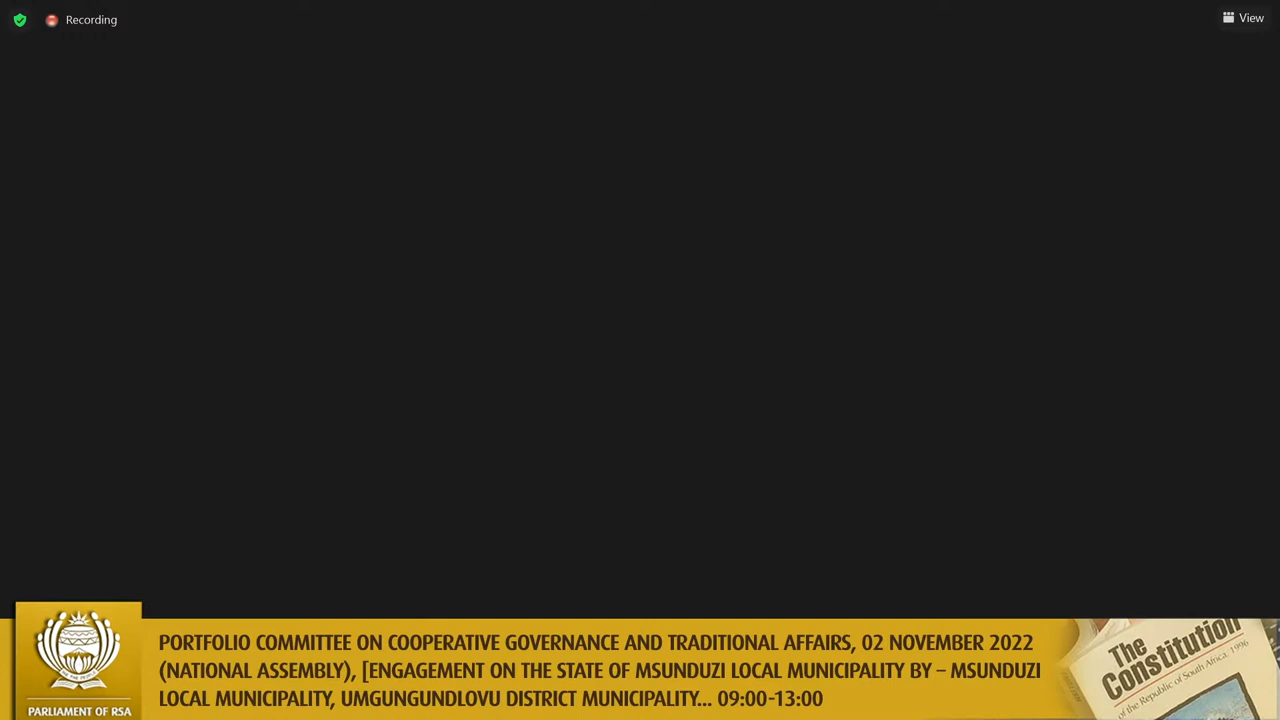 Recording
View
PORTFOLIO COMMITTEE ON COOPERATIVE GOVERNANCE AND TRADITIONAL AFFAIRS, 02 NOVEMBER 2022
(NATIONAL ASSEMBLY), [ENGAGEMENT ON THE STATE OF MSUNDUZI LOCAL MUNICIPALITY BY – MSUNDUZI
LOCAL MUNICIPALITY, UMGUNGUNDLOVU DISTRICT MUNICIPALITY... 09:00-13:00
PARLIAMENT OF RSA
The
Constitution
of the Republic of South Africa, 1996